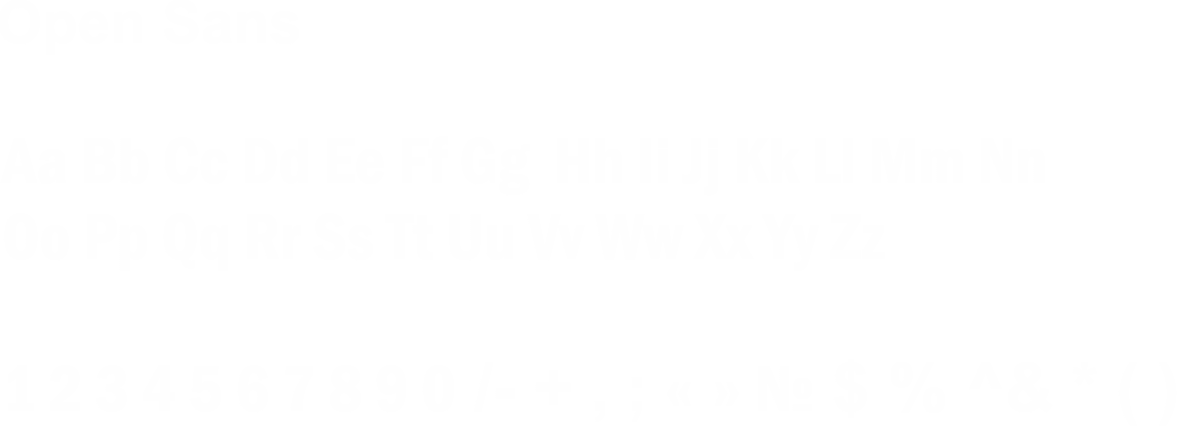 Open Sans
Aa Bb Cc Dd Ee Ff Gg Hh Ii Jj Kk Ll Mm Nn
Oo Pp Qq Rr Ss Tt Uu Vv Ww Xx Yy Zz
1 2 3 4 5 6 7 8 9 0 / - + , : № $ % ^ & * ( )